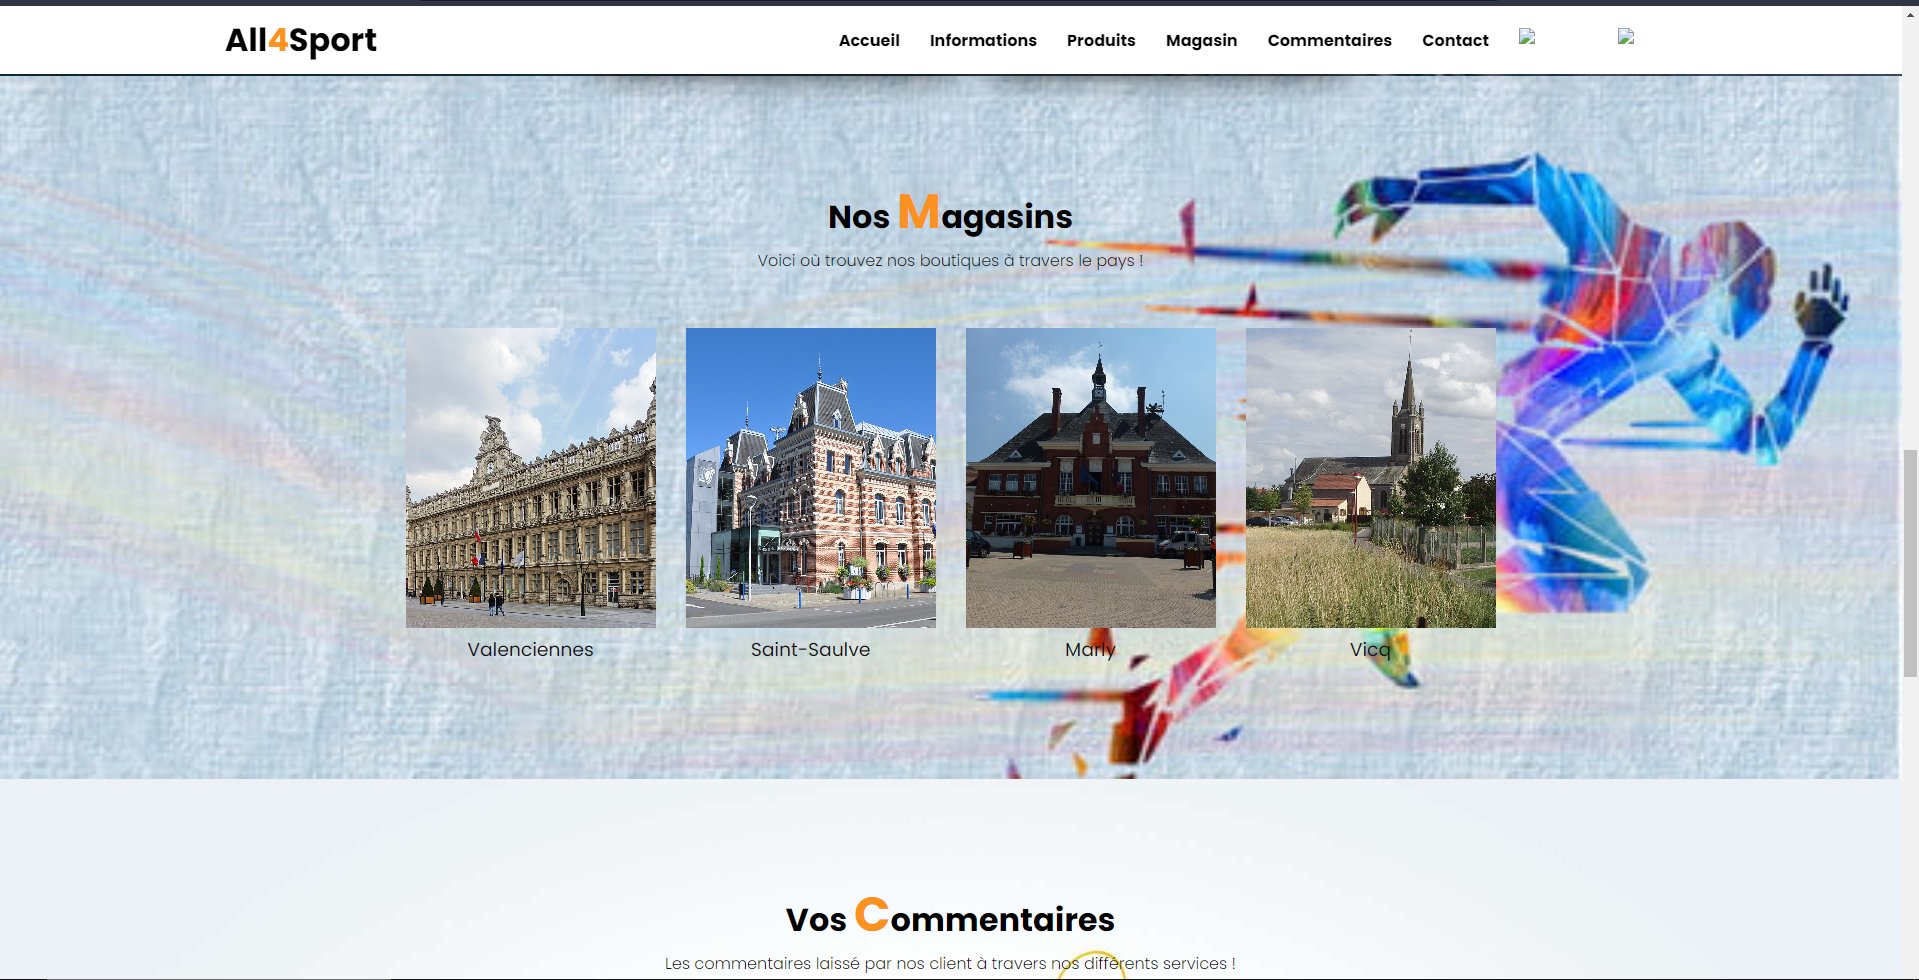 All4Sport
Accueil Informations Produits Magasin Commentaires Contact
Nos Magasins
Voici où trouvez nos boutiques à travers le pays !
Valenciennes
Saint-Saulve
Marly
Vicq
Vos Commentaires
Les commentaires laissé par nos client à travers nos différents services !